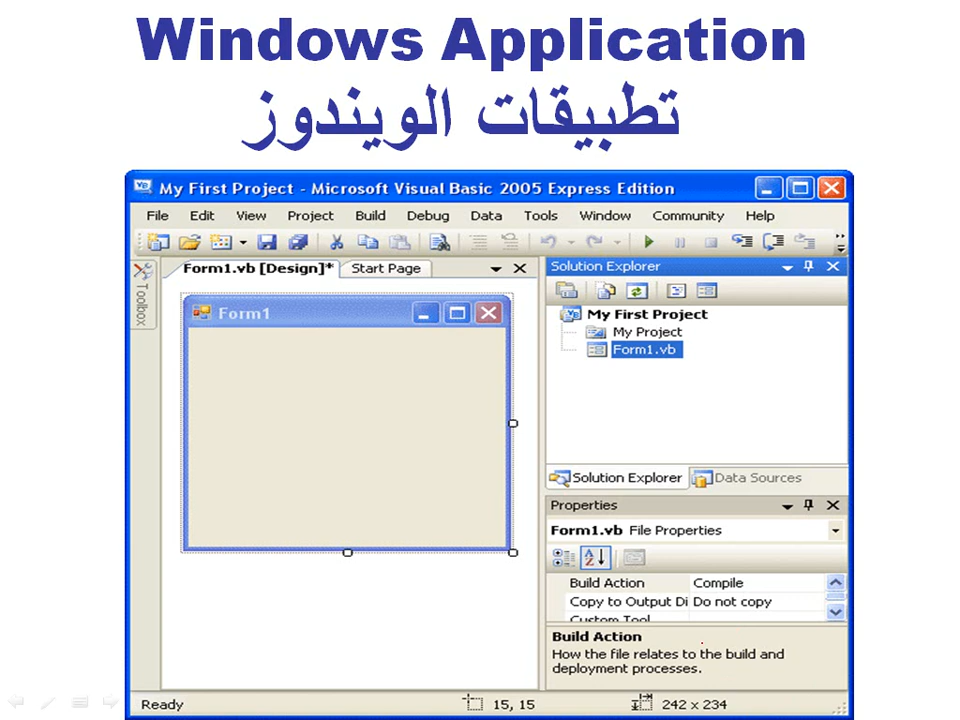 Windows Application
تطبيقات الويندوز
My First Project - Microsoft Visual Basic 2005 Express Edition
File Edit View Project Build Debug Data Tools Window Community Help
Form1.vb [Design]* Start Page
Toolbox
Form1
Solution Explorer
My First Project
My Project
Form1.vb
Solution Explorer Data Sources
Properties
Form1.vb File Properties
Build Action Compile
Copy to Output Di Do not copy
Custom Tool
Build Action
How the file relates to the build and
deployment processes.
Ready 15, 15 242 x 234